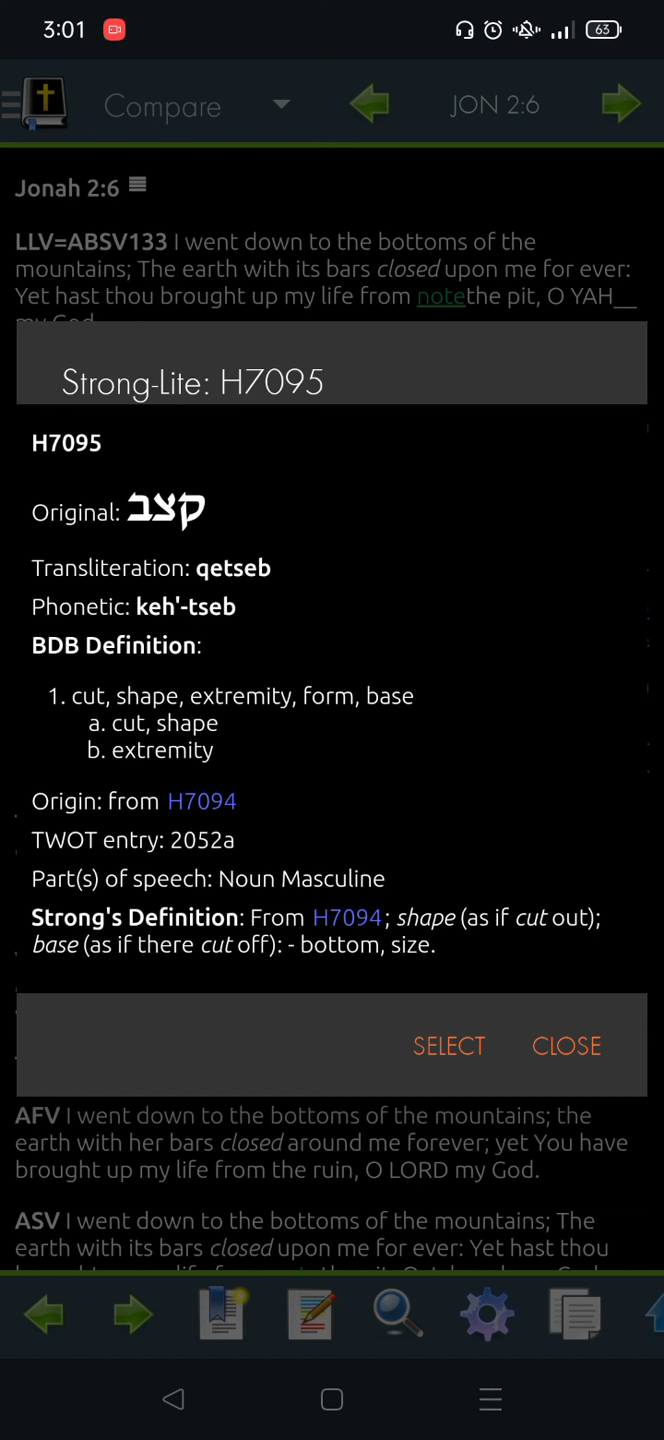 3:01
63
Compare
JON 2:6
Jonah 2:6
LLV=ABSV133 I went down to the bottoms of the
mountains; The earth with its bars closed upon me for ever:
Yet hast thou brought up my life from notethe pit, O YAH__
my God
Strong-Lite: H7095
H7095
Original: קצב
Transliteration: qetseb
Phonetic: keh'-tseb
BDB Definition:
1. cut, shape, extremity, form, base
a. cut, shape
b. extremity
Origin: from H7094
TWOT entry: 2052a
Part(s) of speech: Noun Masculine
Strong's Definition: From H7094; shape (as if cut out);
base (as if there cut off): - bottom, size.
SELECT CLOSE
AFV I went down to the bottoms of the mountains; the
earth with her bars closed around me forever; yet You have
brought up my life from the ruin, O LORD my God.
ASV I went down to the bottoms of the mountains; The
earth with its bars closed upon me for ever: Yet hast thou